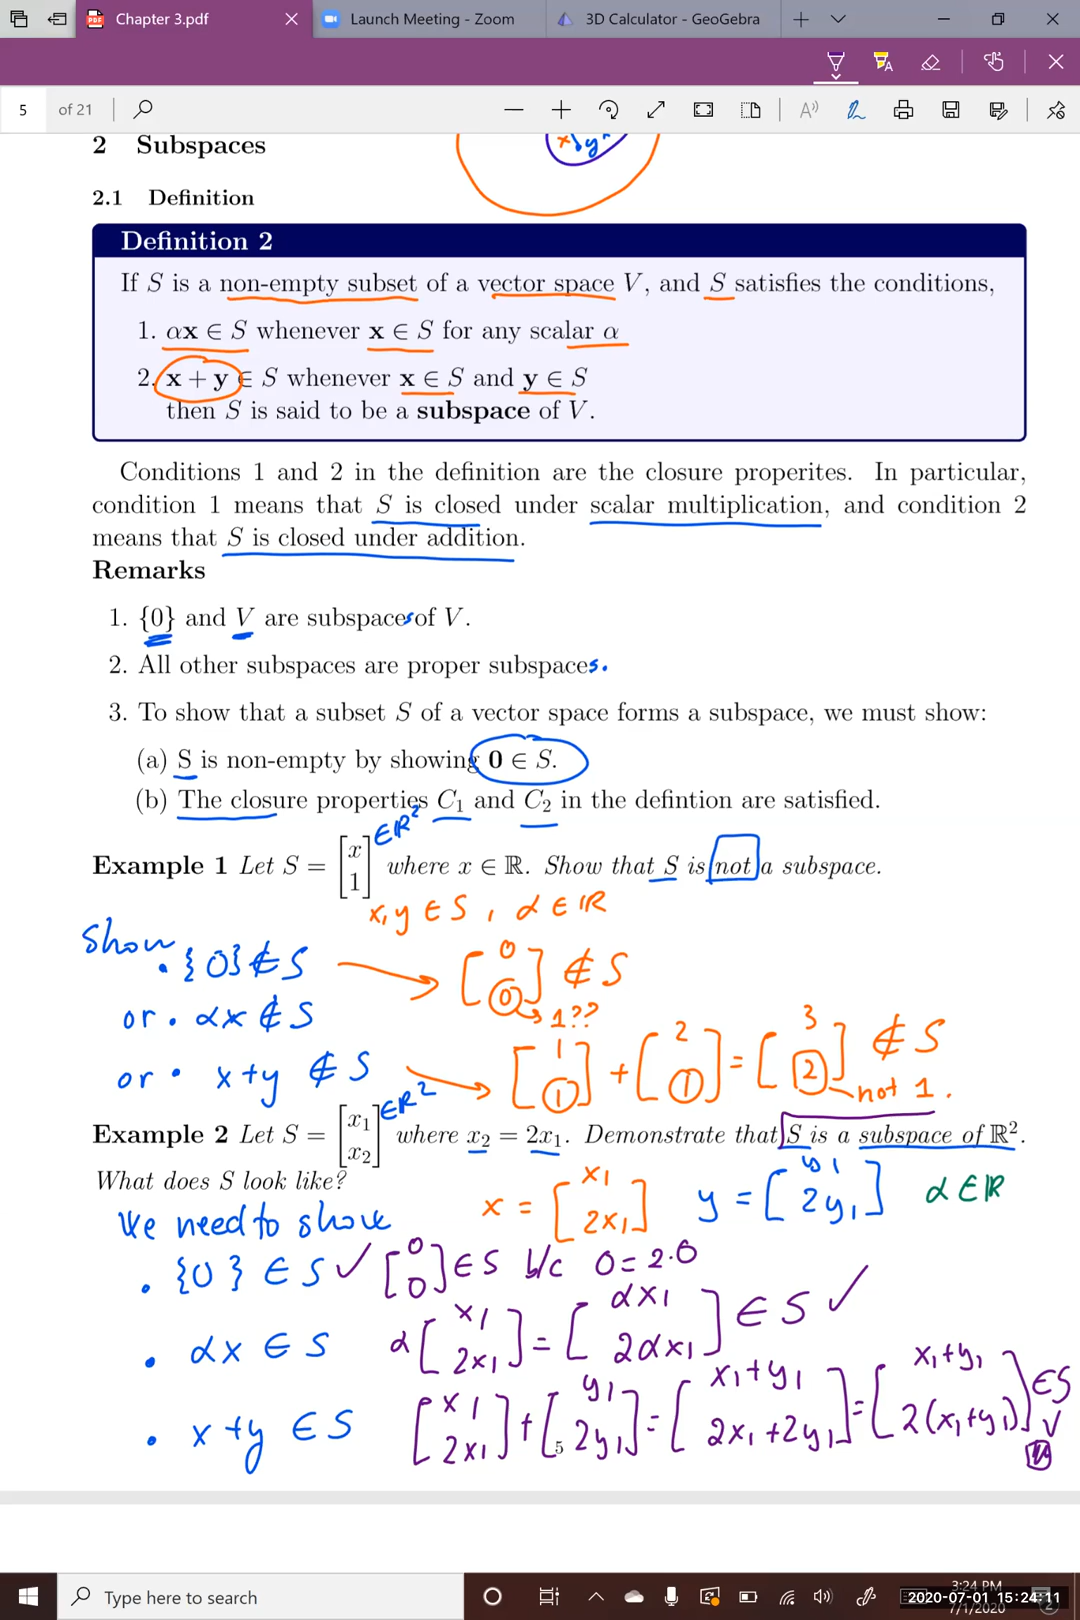 Chapter 3.pdf
Launch Meeting - Zoom
3D Calculator - GeoGebra
5 of 21
2 Subspaces
x y
2.1 Definition
Definition 2
If S is a non-empty subset of a vector space V, and S satisfies the conditions,
1. αx ∈ S whenever x ∈ S for any scalar α
2. x + y ∈ S whenever x ∈ S and y ∈ S
then S is said to be a subspace of V.
Conditions 1 and 2 in the definition are the closure properites. In particular,
condition 1 means that S is closed under scalar multiplication, and condition 2
means that S is closed under addition.
Remarks
1. {0} and V are subspaces of V.
2. All other subspaces are proper subspaces.
3. To show that a subset S of a vector space forms a subspace, we must show:
(a) S is non-empty by showing 0 ∈ S.
(b) The closure properties C₁ and C₂ in the defintion are satisfied.
Example 1 Let S = [x 1] ∈ℝ² where x ∈ ℝ. Show that S is not a subspace.
x,y ∈ S, α ∈ ℝ
Show
• {0} ∉ S → [0 0] ∉ S
1??
or • αx ∉ S
or • x+y ∉ S → [1 1] + [2 1] = [3 2] ∉ S
not 1.
Example 2 Let S = [x₁ x₂] ∈ℝ² where x₂ = 2x₁. Demonstrate that S is a subspace of ℝ².
What does S look like?
We need to show
x = [x₁ 2x₁] y = [y₁ 2y₁] α ∈ ℝ
• {0} ∈ S ✓ [0 0] ∈ S b/c 0 = 2·0
• αx ∈ S α[x₁ 2x₁] = [αx₁ 2αx₁] ∈ S ✓
• x+y ∈ S [x₁ 2x₁] + [y₁ 2y₁] = [x₁+y₁ 2x₁+2y₁] = [x₁+y₁ 2(x₁+y₁)] ∈ S ✓
5
Type here to search
3:24 PM
7/1/2020
2020-07-01 15:24:11
2